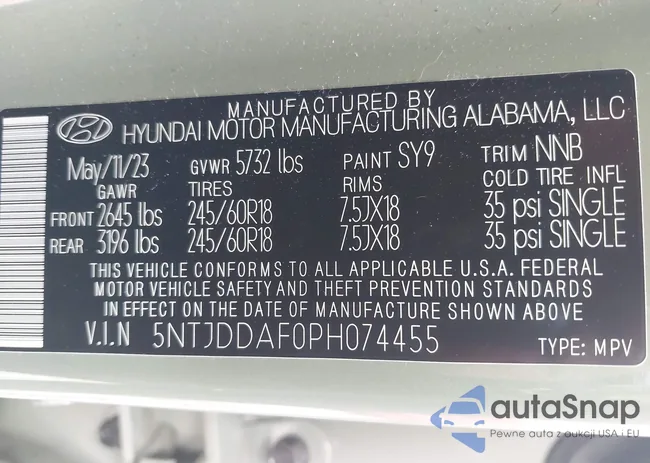 MANUFACTURED BY
HYUNDAI MOTOR MANUFACTURING ALABAMA, LLC
May/11/23 GVWR 5732 lbs PAINT SY9 TRIM NNB
GAWR TIRES RIMS COLD TIRE INFL
FRONT 2645 lbs 245/60R18 7.5JX18 35 psi SINGLE
REAR 3196 lbs 245/60R18 7.5JX18 35 psi SINGLE
THIS VEHICLE CONFORMS TO ALL APPLICABLE U.S.A. FEDERAL
MOTOR VEHICLE SAFETY AND THEFT PREVENTION STANDARDS
IN EFFECT ON THE DATE OF MANUFACTURE SHOWN ABOVE
V.I.N 5NTJDDAF0PH074455 TYPE: MPV
autaSnap
Pewne auta z aukcji USA i EU